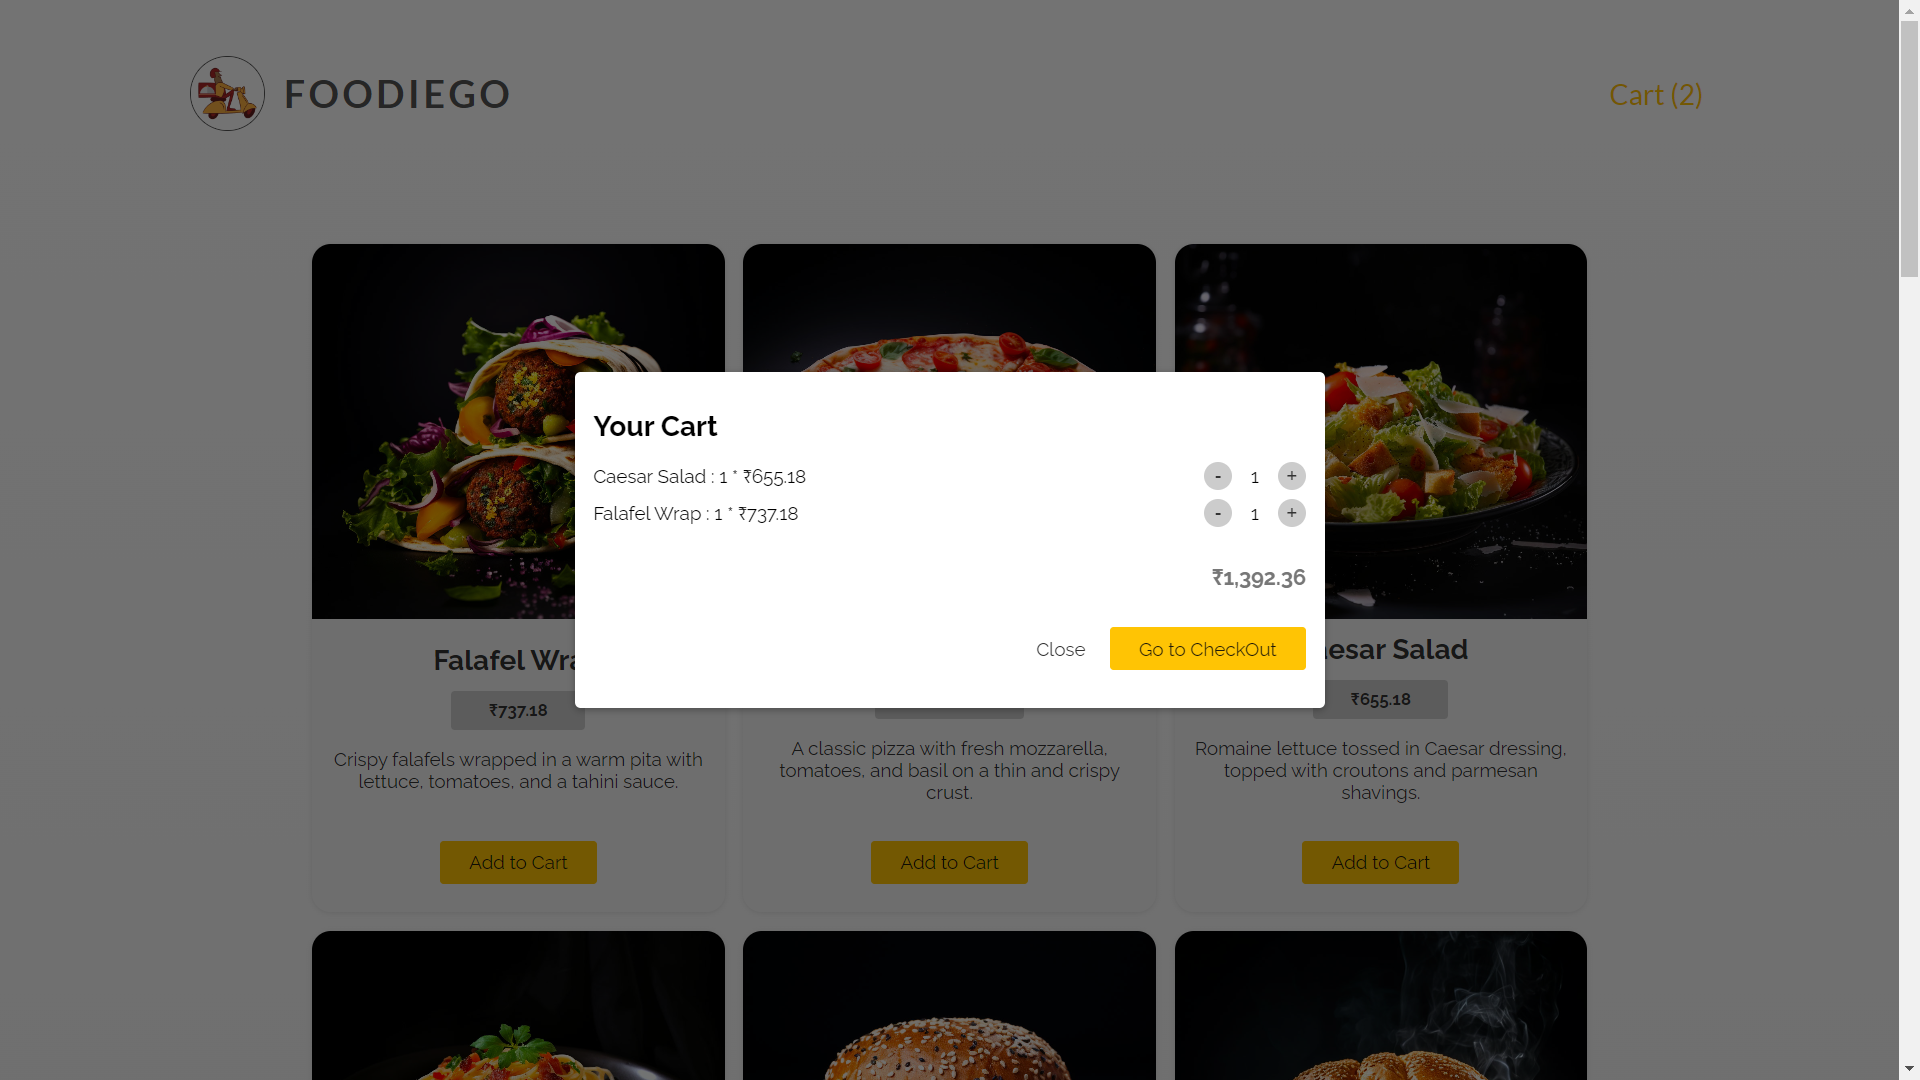 FOODIEGO
Cart (2)
Your Cart
Caesar Salad : 1 * ₹655.18
- 1 +
Falafel Wrap : 1 * ₹737.18
- 1 +
₹1,392.36
Close
Go to CheckOut
Falafel Wra
₹737.18
Crispy falafels wrapped in a warm pita with
lettuce, tomatoes, and a tahini sauce.
Add to Cart
A classic pizza with fresh mozzarella,
tomatoes, and basil on a thin and crispy
crust.
Add to Cart
aesar Salad
₹655.18
Romaine lettuce tossed in Caesar dressing,
topped with croutons and parmesan
shavings.
Add to Cart